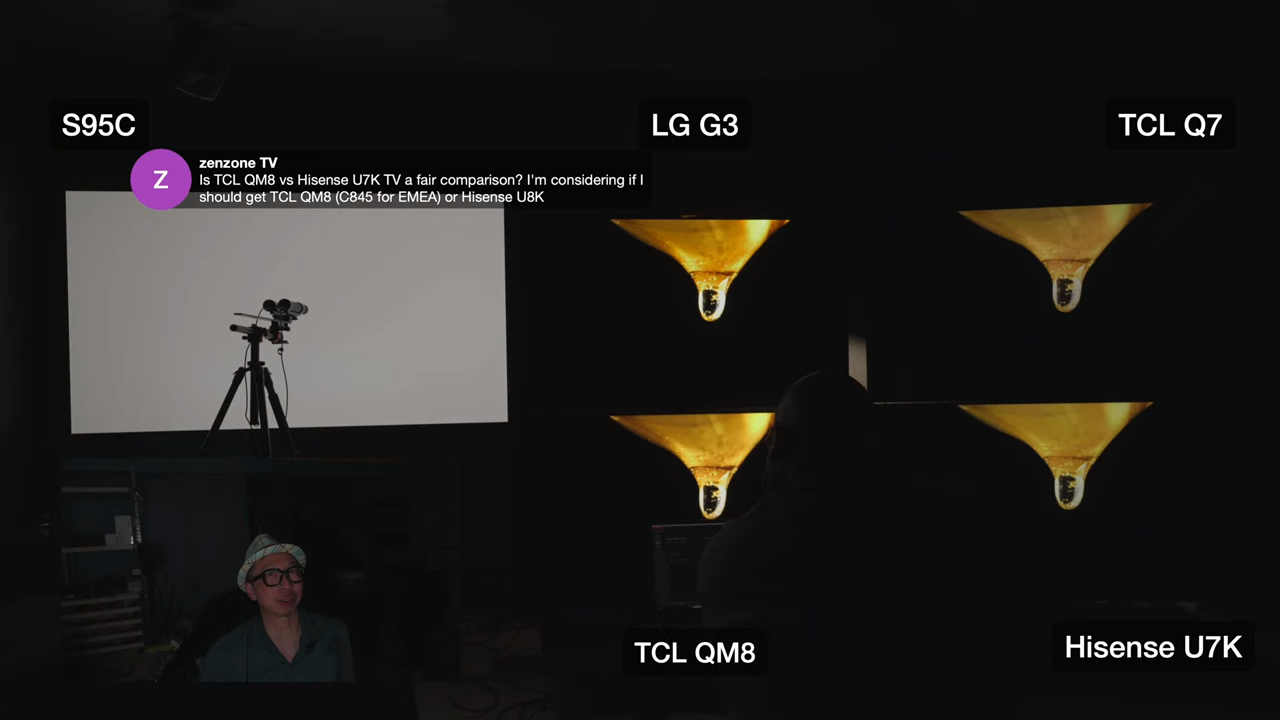 S95C
LG G3
TCL Q7
Z
zenzone TV
Is TCL QM8 vs Hisense U7K TV a fair comparison? I'm considering if I
should get TCL QM8 (C845 for EMEA) or Hisense U8K
TCL QM8
Hisense U7K